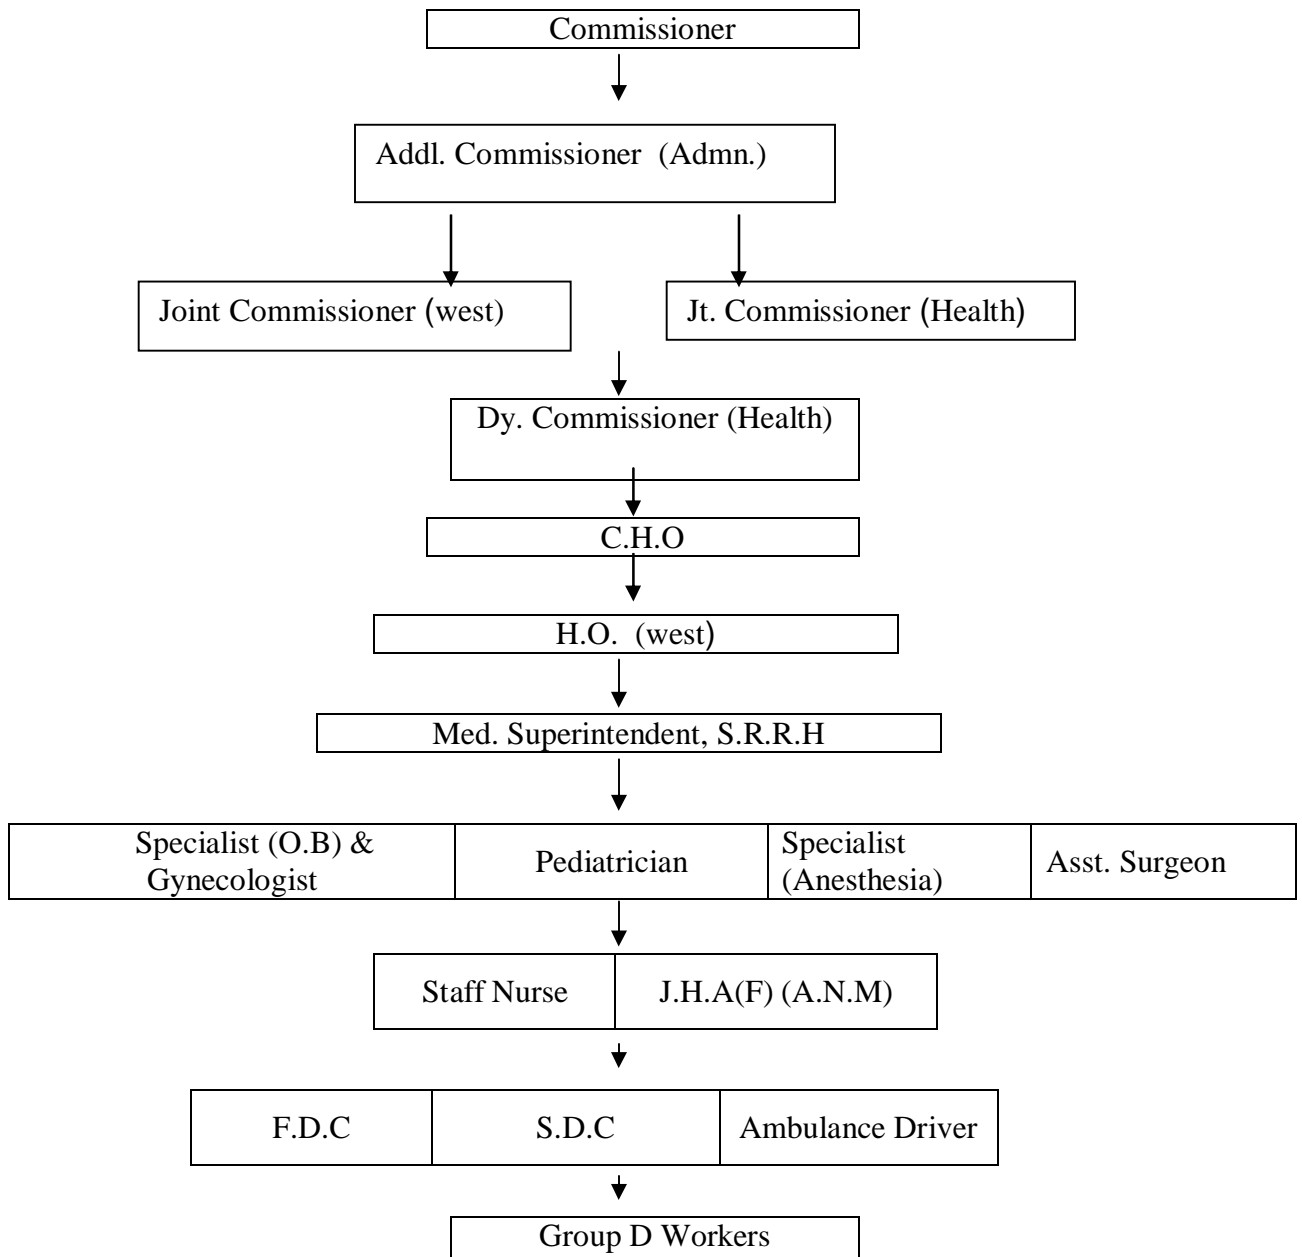 Commissioner
Addl. Commissioner (Admn.)
Joint Commissioner (west)
Jt. Commissioner (Health)
Dy. Commissioner (Health)
C.H.O
H.O. (west)
Med. Superintendent, S.R.R.H
Specialist (O.B) &
Gynecologist
Pediatrician
Specialist
(Anesthesia)
Asst. Surgeon
Staff Nurse
J.H.A(F) (A.N.M)
F.D.C
S.D.C
Ambulance Driver
Group D Workers